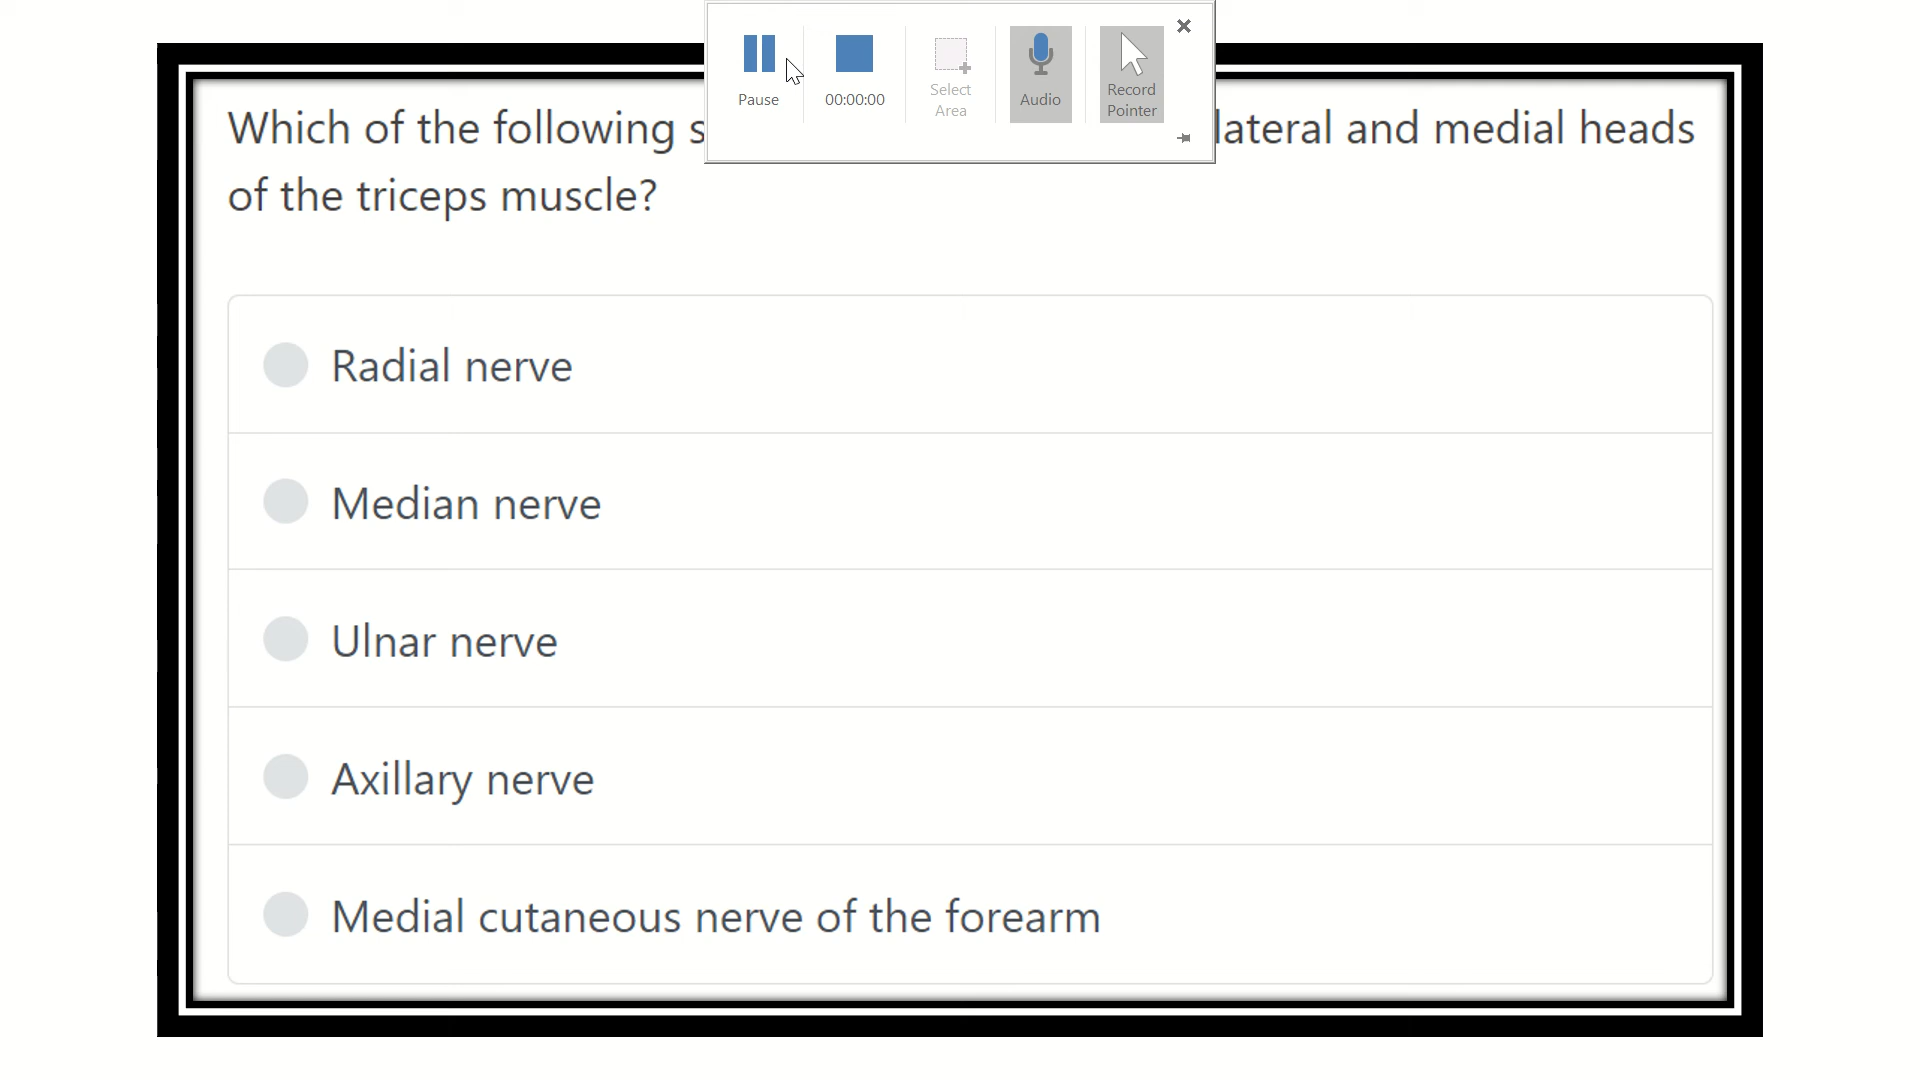 Pause
00:00:00
Select
Area
Audio
Record
Pointer
Which of the following lateral and medial heads
of the triceps muscle?
Radial nerve
Median nerve
Ulnar nerve
Axillary nerve
Medial cutaneous nerve of the forearm